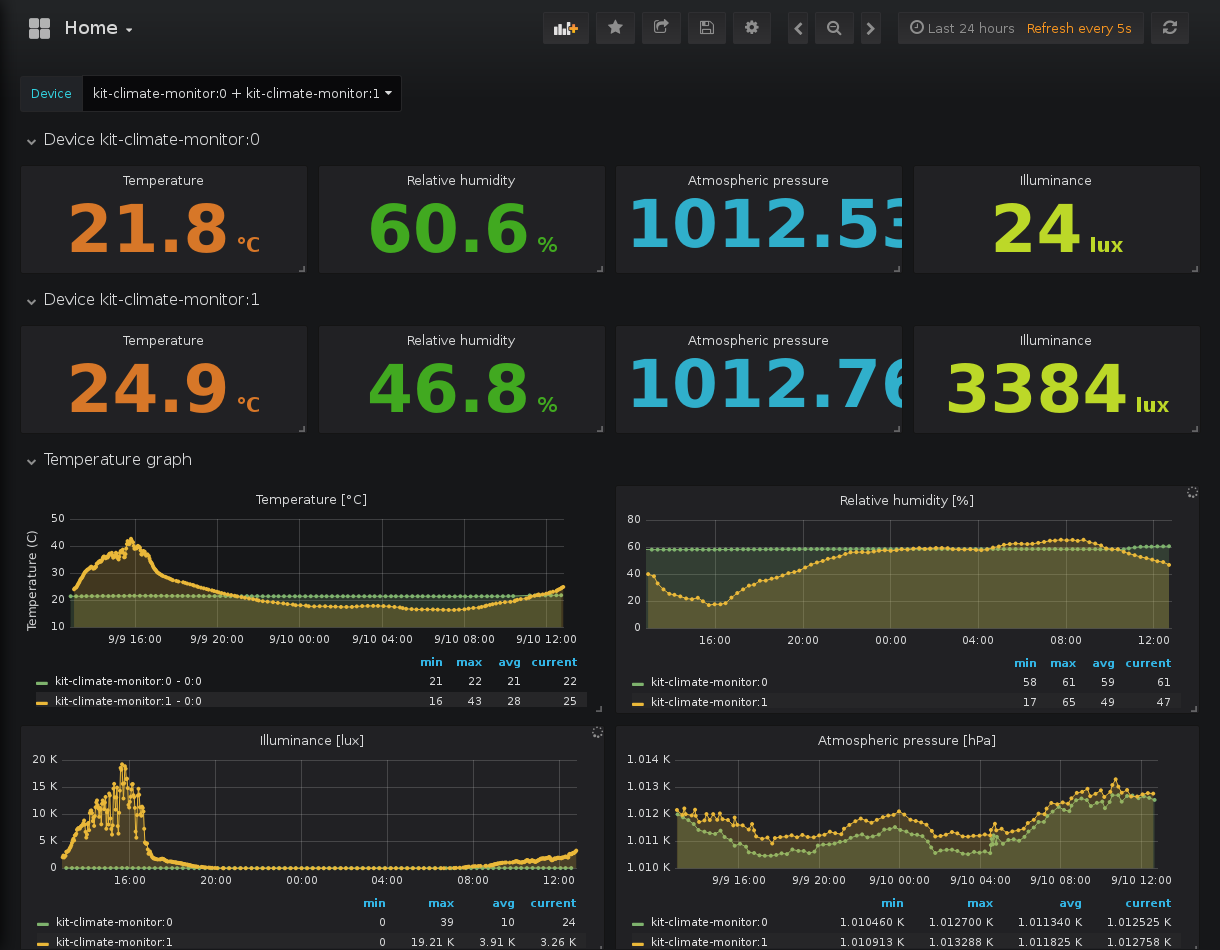 Home
Last 24 hours Refresh every 5s
Device kit-climate-monitor:0 + kit-climate-monitor:1
Device kit-climate-monitor:0
Temperature Relative humidity Atmospheric pressure Illuminance
21.8 °C 60.6 % 1012.53 24 lux
Device kit-climate-monitor:1
Temperature Relative humidity Atmospheric pressure Illuminance
24.9 °C 46.8 % 1012.76 3384 lux
Temperature graph
Temperature [°C]
Temperature (C)
50
40
30
20
10
9/9 16:00 9/9 20:00 9/10 00:00 9/10 04:00 9/10 08:00 9/10 12:00
min max avg current
kit-climate-monitor:0 - 0:0 21 22 21 22
kit-climate-monitor:1 - 0:0 16 43 28 25
Relative humidity [%]
80
60
40
20
0
16:00 20:00 00:00 04:00 08:00 12:00
min max avg current
kit-climate-monitor:0 58 61 59 61
kit-climate-monitor:1 17 65 49 47
Illuminance [lux]
20 K
15 K
10 K
5 K
0
16:00 20:00 00:00 04:00 08:00 12:00
min max avg current
kit-climate-monitor:0 0 39 10 24
kit-climate-monitor:1 0 19.21 K 3.91 K 3.26 K
Atmospheric pressure [hPa]
1.014 K
1.013 K
1.012 K
1.011 K
1.010 K
9/9 16:00 9/9 20:00 9/10 00:00 9/10 04:00 9/10 08:00 9/10 12:00
min max avg current
kit-climate-monitor:0 1.010460 K 1.012700 K 1.011340 K 1.012525 K
kit-climate-monitor:1 1.010913 K 1.013288 K 1.011825 K 1.012758 K